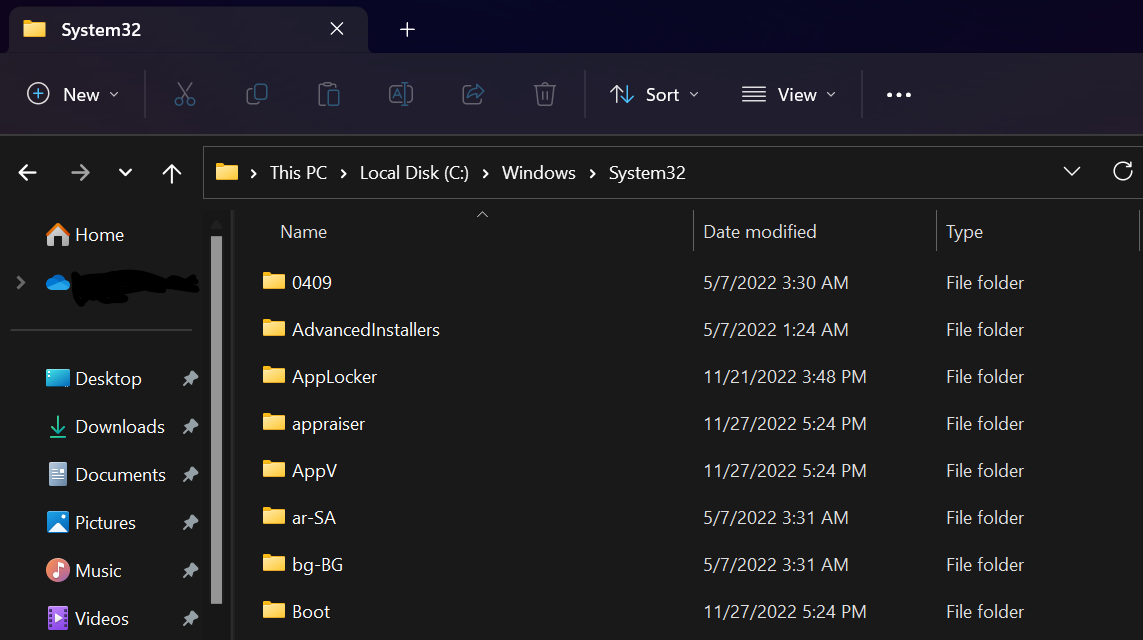 System32
New
Sort
View
This PC > Local Disk (C:) > Windows > System32
Home
Desktop
Downloads
Documents
Pictures
Music
Videos
Name Date modified Type
0409 5/7/2022 3:30 AM File folder
AdvancedInstallers 5/7/2022 1:24 AM File folder
AppLocker 11/21/2022 3:48 PM File folder
appraiser 11/27/2022 5:24 PM File folder
AppV 11/27/2022 5:24 PM File folder
ar-SA 5/7/2022 3:31 AM File folder
bg-BG 5/7/2022 3:31 AM File folder
Boot 11/27/2022 5:24 PM File folder